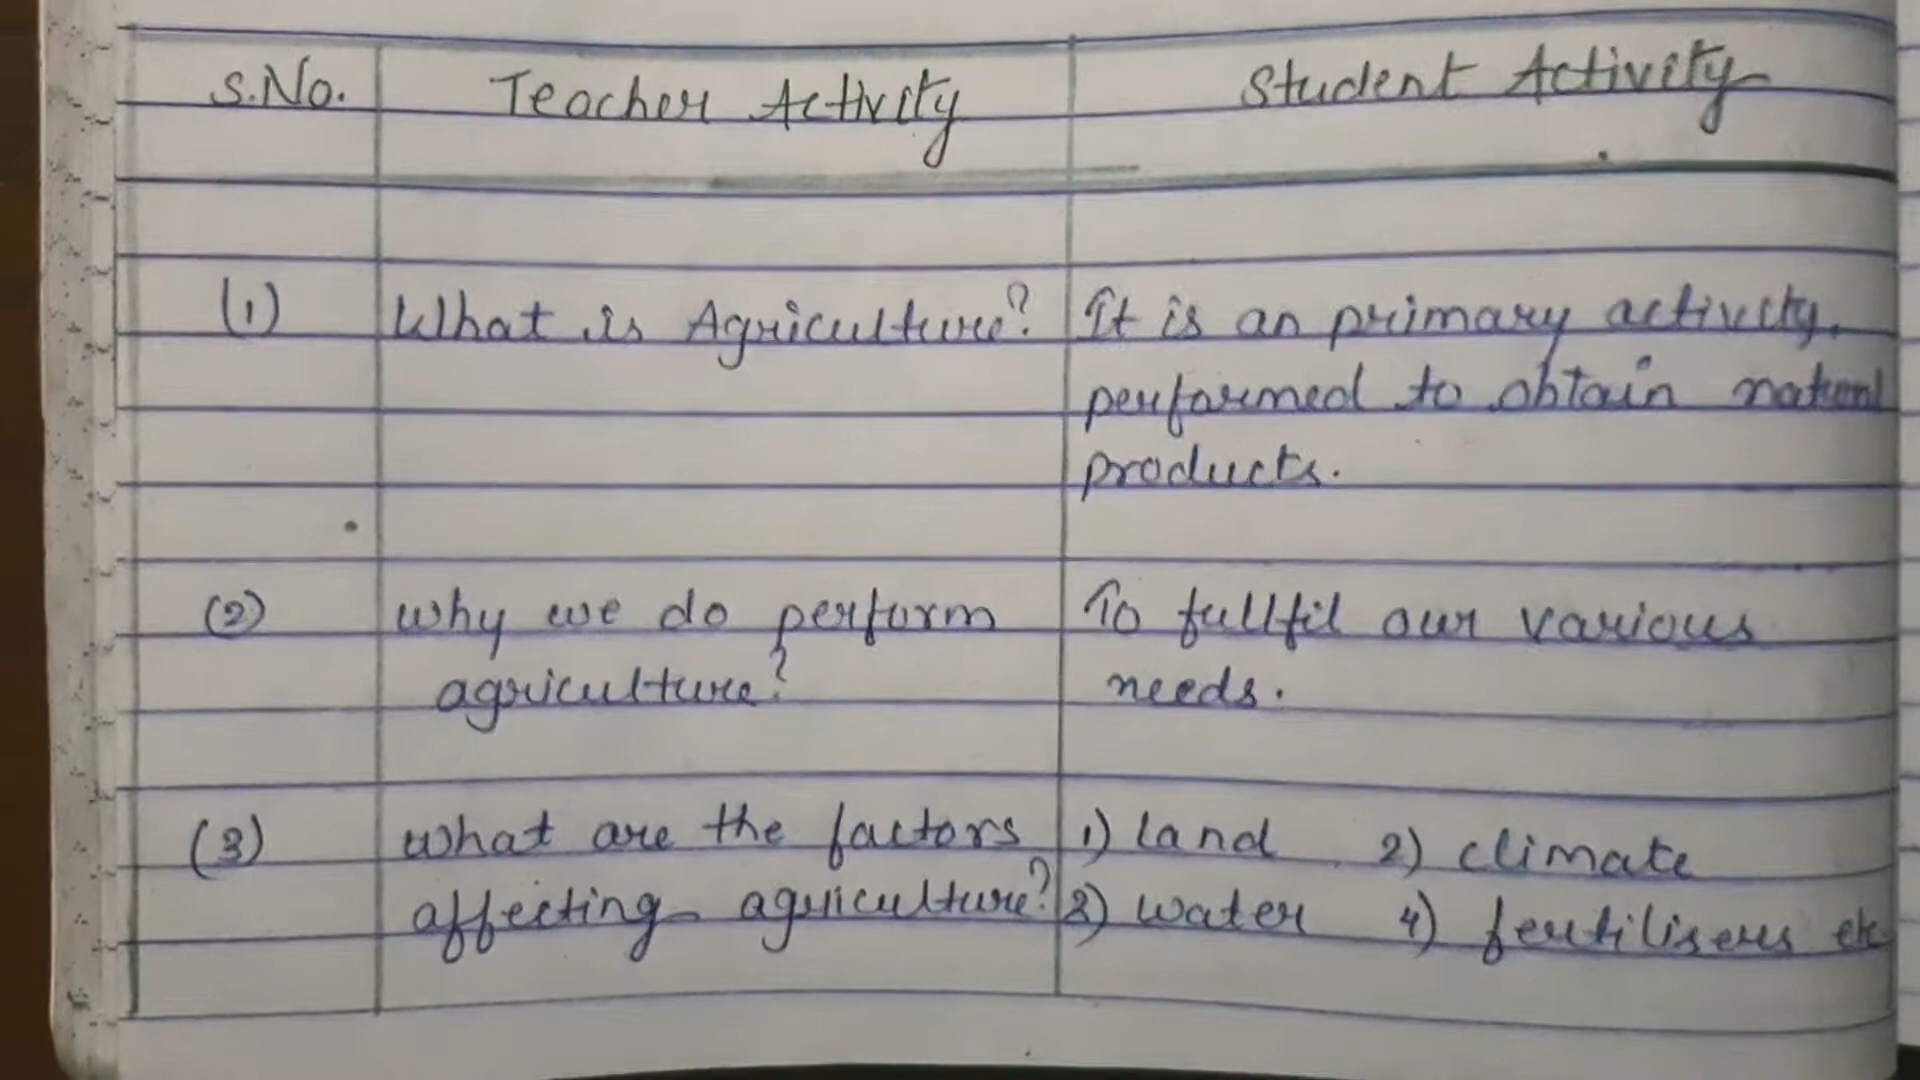 S.No. Teacher Activity Student Activity
(1) What is Agriculture? It is an primary activity.
performed to obtain natural
products.
(2) why we do perform To fullfil our various
agriculture? needs.
(3) what are the factors 1) land 2) climate
affecting agriculture? 3) water 4) fertilisers etc